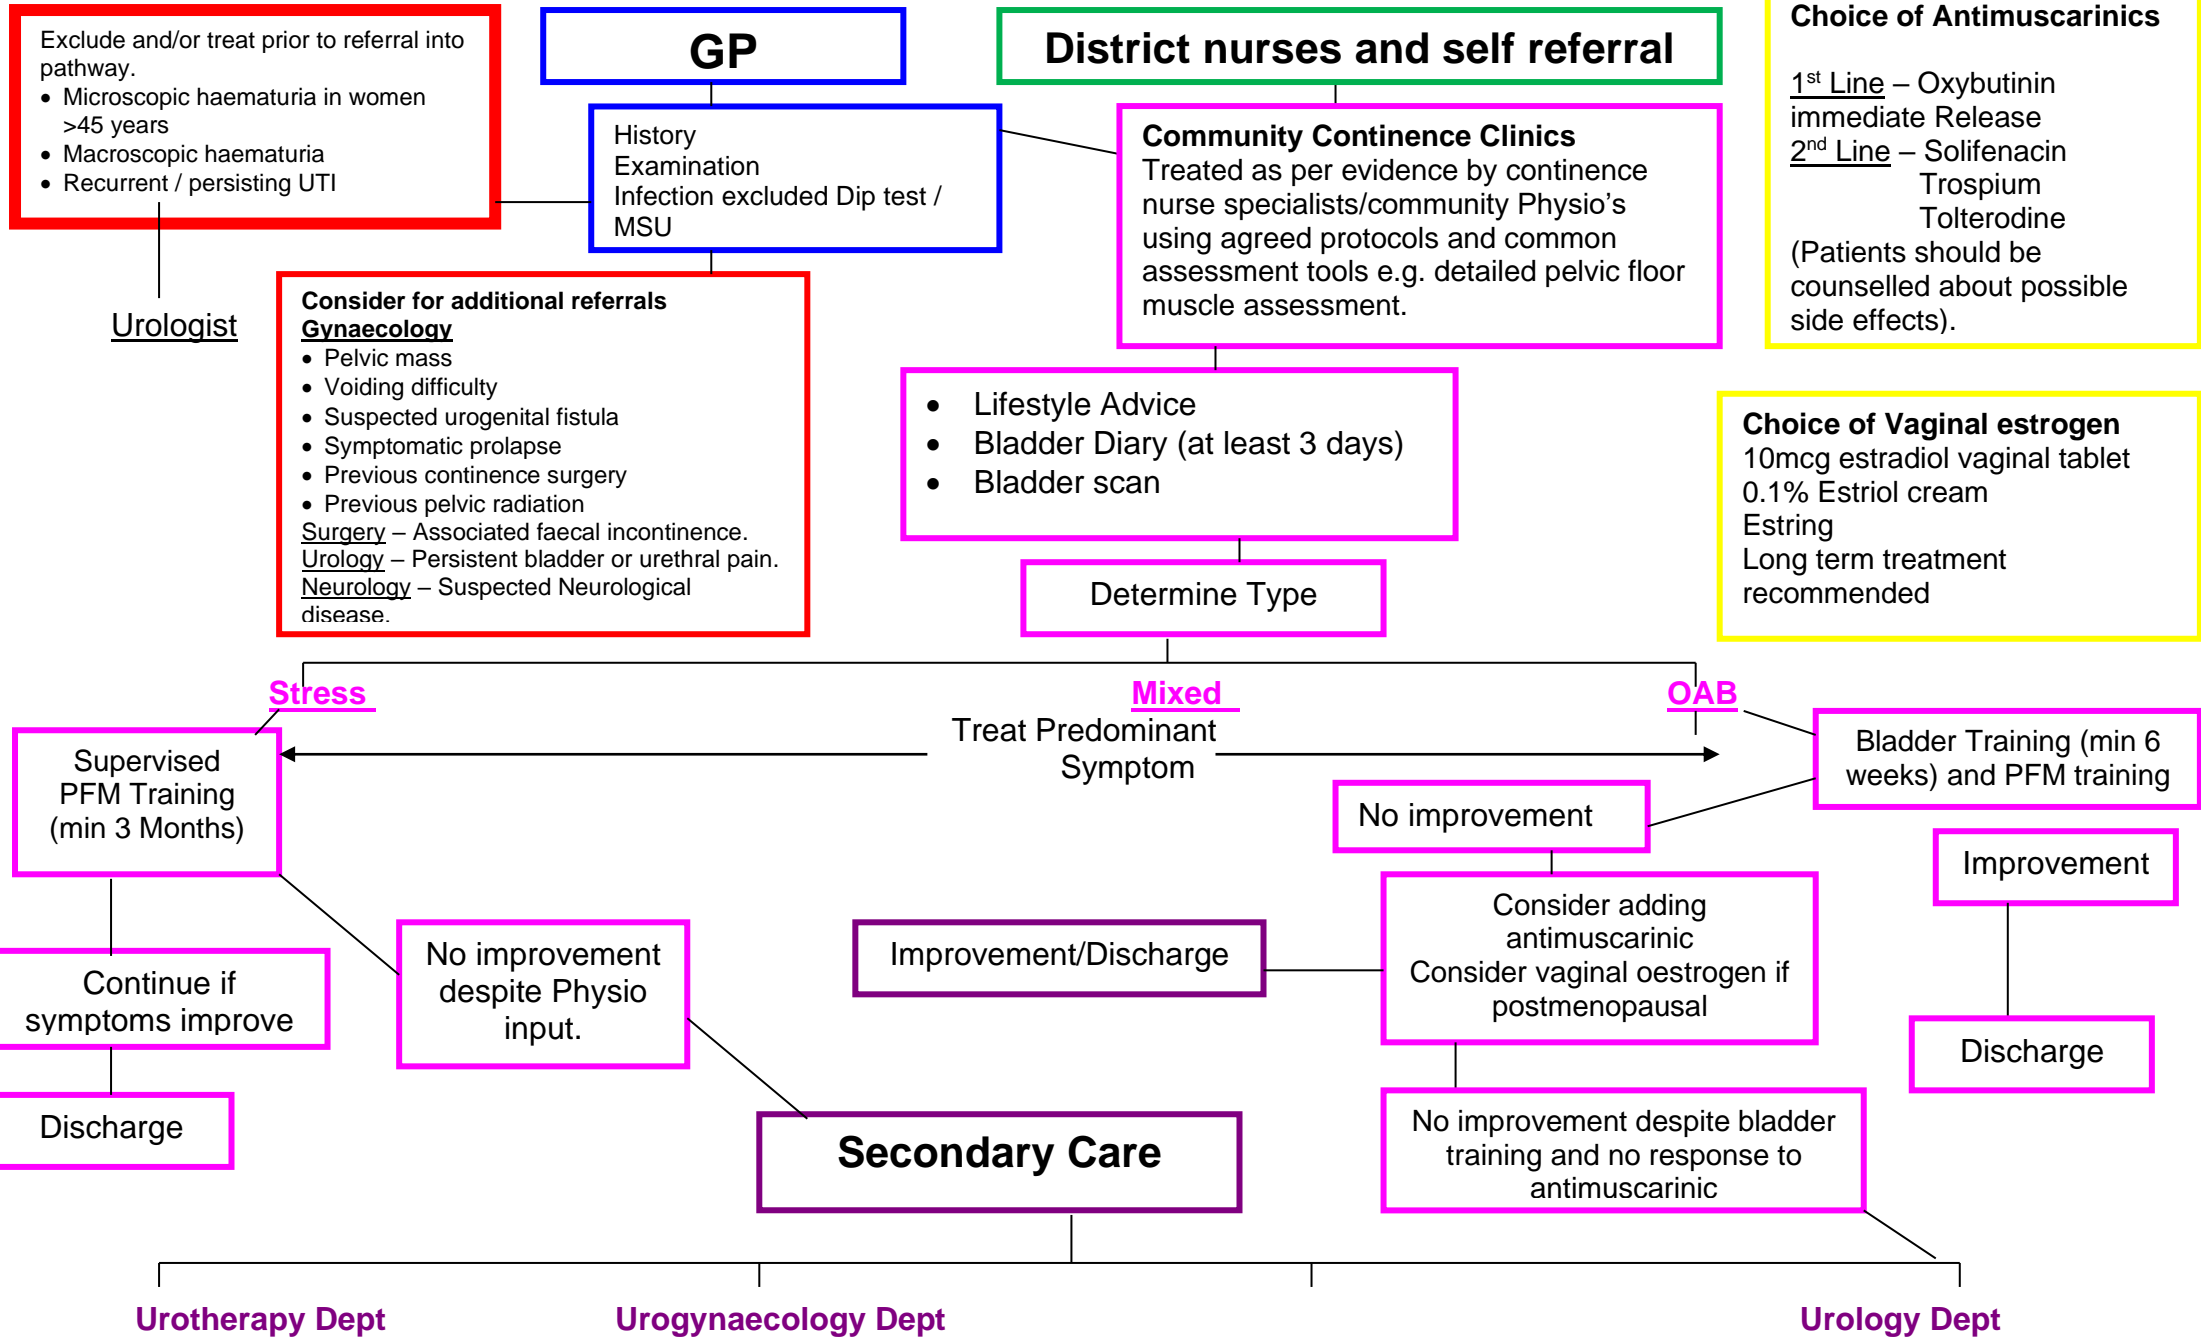 Exclude and/or treat prior to referral into
pathway.
• Microscopic haematuria in women
>45 years
• Macroscopic haematuria
• Recurrent / persisting UTI
Urologist
GP
History
Examination
Infection excluded Dip test /
MSU
District nurses and self referral
Community Continence Clinics
Treated as per evidence by continence
nurse specialists/community Physio's
using agreed protocols and common
assessment tools e.g. detailed pelvic floor
muscle assessment.
Choice of Antimuscarinics
1st Line – Oxybutinin
immediate Release
2nd Line – Solifenacin
Trospium
Tolterodine
(Patients should be
counselled about possible
side effects).
Consider for additional referrals
Gynaecology
• Pelvic mass
• Voiding difficulty
• Suspected urogenital fistula
• Symptomatic prolapse
• Previous continence surgery
• Previous pelvic radiation
Surgery – Associated faecal incontinence.
Urology – Persistent bladder or urethral pain.
Neurology – Suspected Neurological
disease.
• Lifestyle Advice
• Bladder Diary (at least 3 days)
• Bladder scan
Choice of Vaginal estrogen
10mcg estradiol vaginal tablet
0.1% Estriol cream
Estring
Long term treatment
recommended
Determine Type
Stress
Mixed
OAB
Treat Predominant
Symptom
Supervised
PFM Training
(min 3 Months)
Bladder Training (min 6
weeks) and PFM training
No improvement
Improvement
Consider adding
antimuscarinic
Consider vaginal oestrogen if
postmenopausal
Improvement/Discharge
No improvement
despite Physio
input.
Continue if
symptoms improve
Discharge
Discharge
No improvement despite bladder
training and no response to
antimuscarinic
Secondary Care
Urotherapy Dept
Urogynaecology Dept
Urology Dept